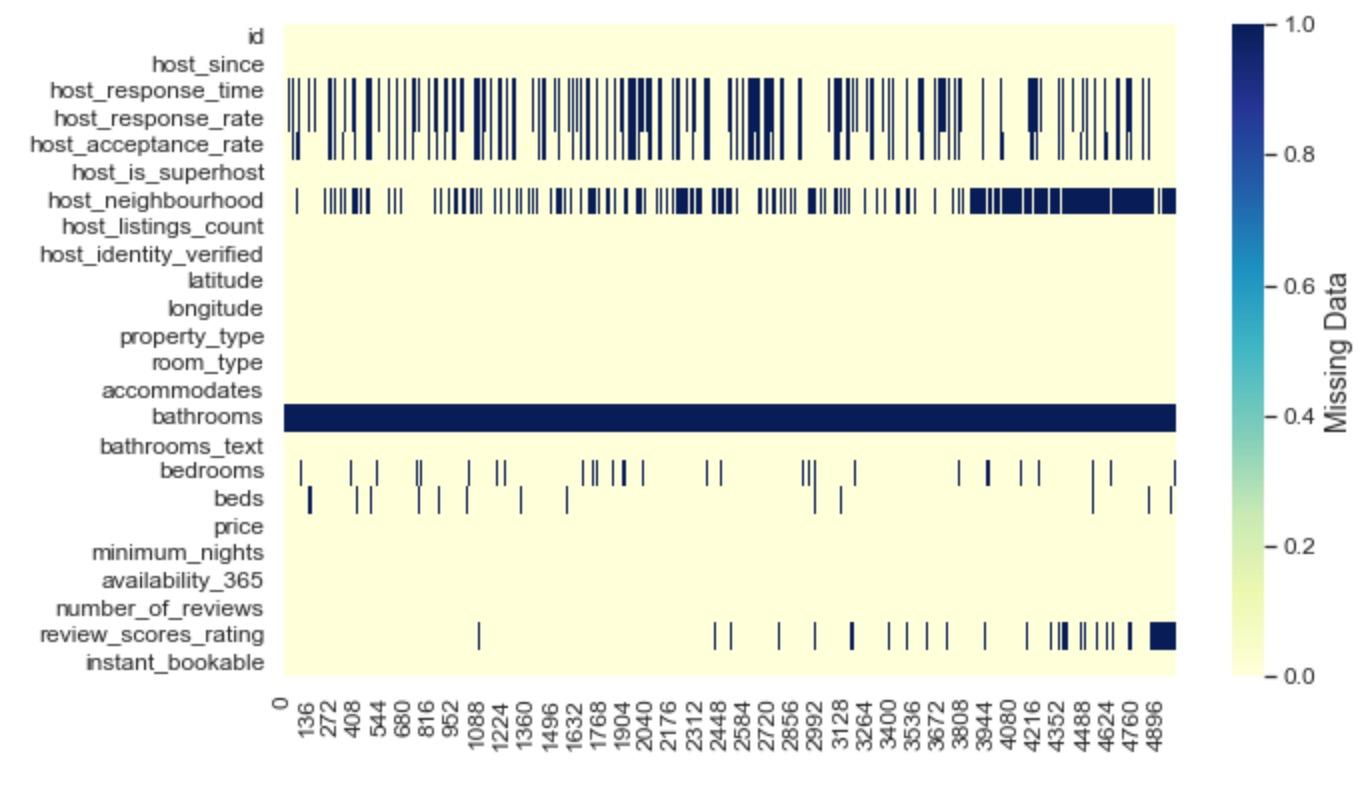 id
host_since
host_response_time
host_response_rate
host_acceptance_rate
host_is_superhost
host_neighbourhood
host_listings_count
host_identity_verified
latitude
longitude
property_type
room_type
accommodates
bathrooms
bathrooms_text
bedrooms
beds
price
minimum_nights
availability_365
number_of_reviews
review_scores_rating
instant_bookable
0
136
272
408
544
680
816
952
1088
1224
1360
1496
1632
1768
1904
2040
2176
2312
2448
2584
2720
2856
2992
3128
3264
3400
3536
3672
3808
3944
4080
4216
4352
4488
4624
4760
4896
1.0
0.8
0.6
0.4
0.2
0.0
Missing Data